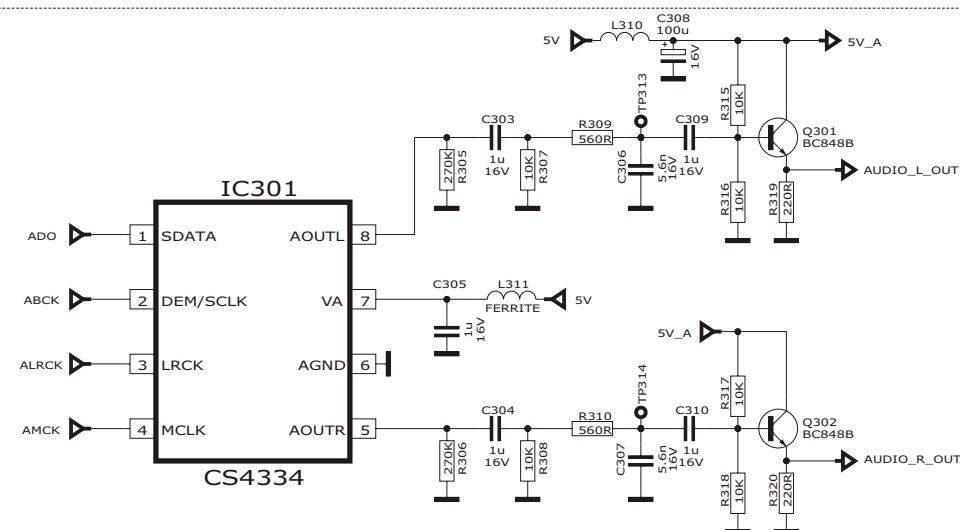 5V
L310
C308
100u
+
16V
5V_A
R315
10K
Q301
BC848B
AUDIO_L_OUT
TP313
C303
1u
16V
R309
560R
C309
1u
16V
270K
R305
10K
R307
C306
5.6n
16V
R316
10K
R319
220R
IC301
ADO
1
SDATA
AOUTL
8
ABCK
2
DEM/SCLK
VA
7
C305
1u
16V
L311
FERRITE
5V
ALRCK
3
LRCK
AGND
6
AMCK
4
MCLK
AOUTR
5
CS4334
5V_A
R317
10K
Q302
BC848B
AUDIO_R_OUT
TP314
C304
1u
16V
R310
560R
C310
1u
16V
270K
R306
10K
R308
C307
5.6n
16V
R318
10K
R320
220R